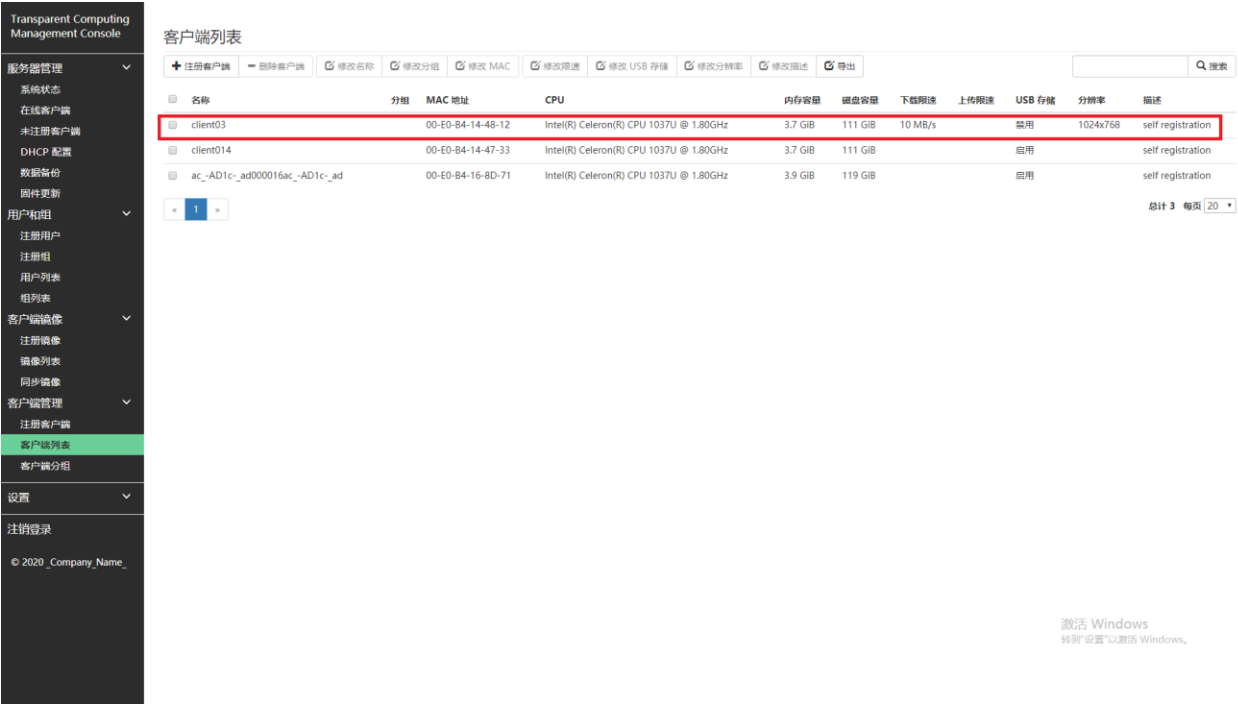 Transparent Computing
Management Console
服务器管理
系统状态
在线客户端
未注册客户端
DHCP 配置
数据备份
固件更新
用户和组
注册用户
注册组
用户列表
组列表
客户端镜像
注册镜像
镜像列表
同步镜像
客户端管理
注册客户端
客户端列表
客户端分组
设置
注销登录
© 2020 _Company_Name_
客户端列表
注册客户端 删除客户端 修改名称 修改分组 修改 MAC 修改限速 修改 USB 存储 修改分辨率 修改描述 导出 搜索
名称 分组 MAC 地址 CPU 内存容量 磁盘容量 下载限速 上传限速 USB 存储 分辨率 描述
client03 00-E0-B4-14-48-12 Intel(R) Celeron(R) CPU 1037U @ 1.80GHz 3.7 GiB 111 GiB 10 MB/s 禁用 1024x768 self registration
client014 00-E0-B4-14-47-33 Intel(R) Celeron(R) CPU 1037U @ 1.80GHz 3.7 GiB 111 GiB 启用 self registration
ac_-AD1c-_ad000016ac_-AD1c-_ad 00-E0-B4-16-8D-71 Intel(R) Celeron(R) CPU 1037U @ 1.80GHz 3.9 GiB 119 GiB 启用 self registration
« 1 » 总计 3 每页 20
激活 Windows
转到"设置"以激活 Windows。